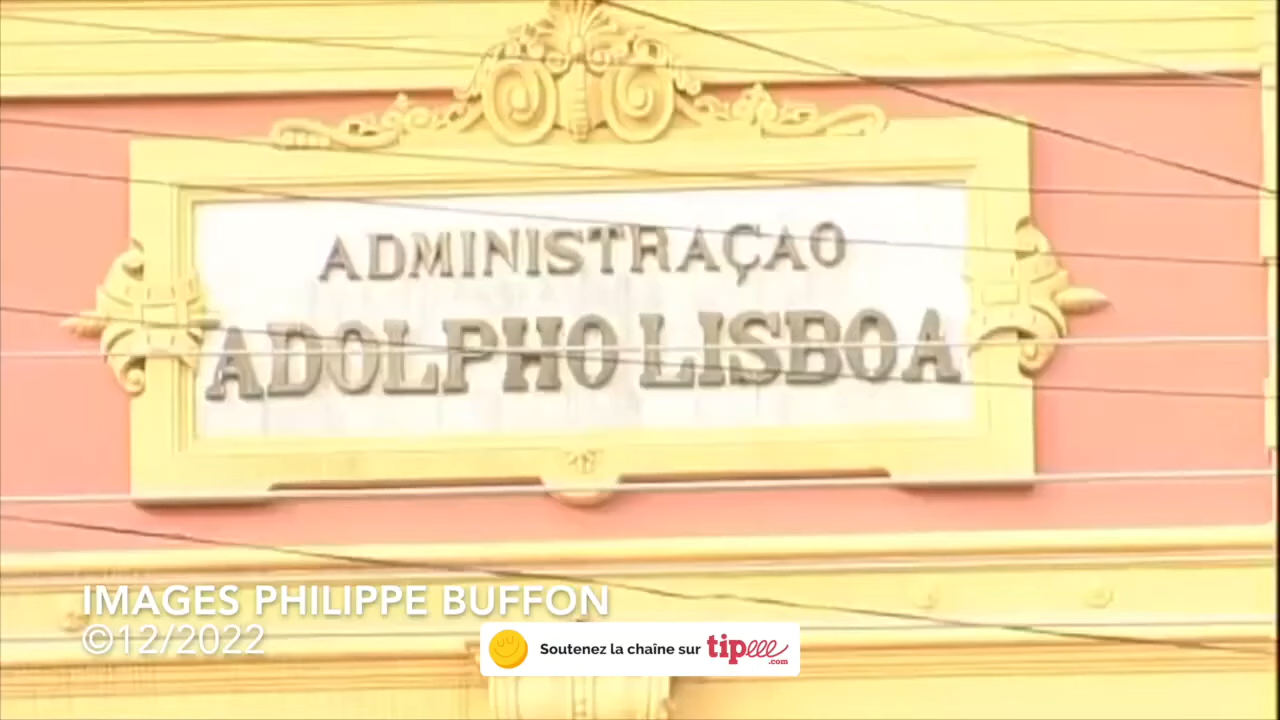 ADMINISTRAÇAO
ADOLPHO LISBOA
IMAGES PHILIPPE BUFFON
©12/2022
Soutenez la chaîne sur tipeee.com